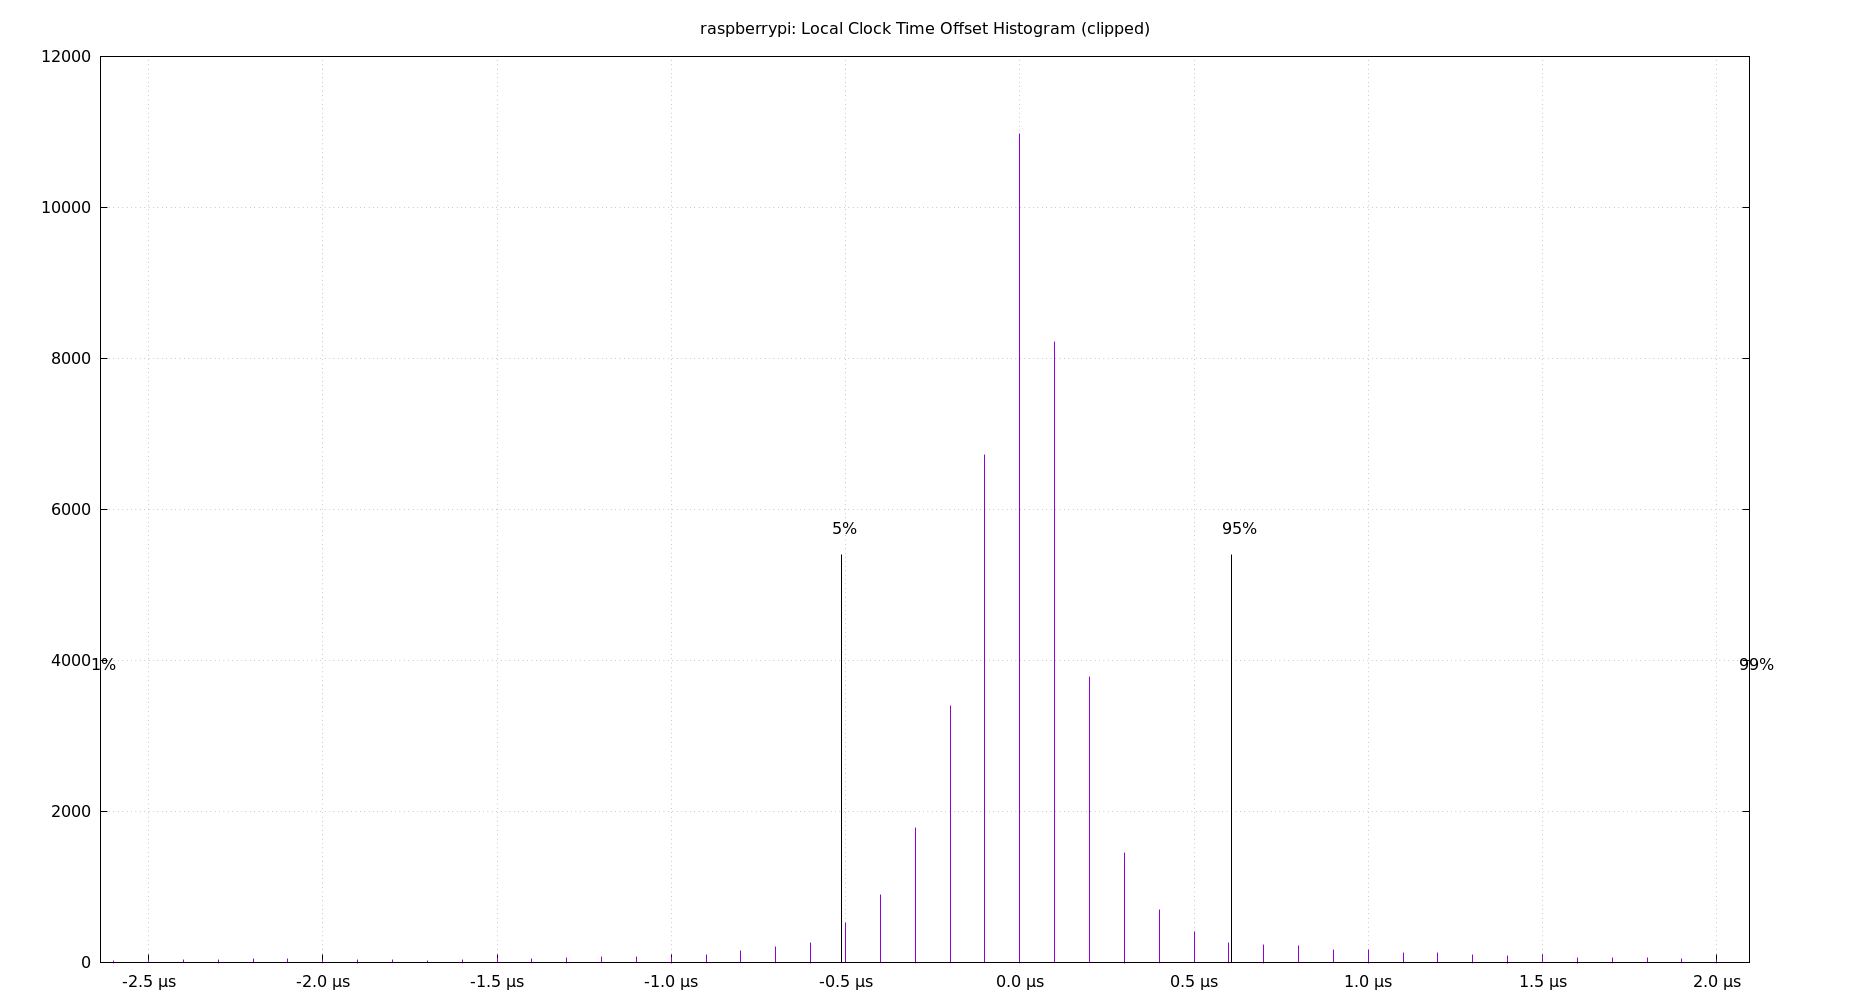 raspberrypi: Local Clock Time Offset Histogram (clipped)
12000
10000
8000
6000
5% 95%
4000 1% 99%
2000
0
-2.5 µs -2.0 µs -1.5 µs -1.0 µs -0.5 µs 0.0 µs 0.5 µs 1.0 µs 1.5 µs 2.0 µs